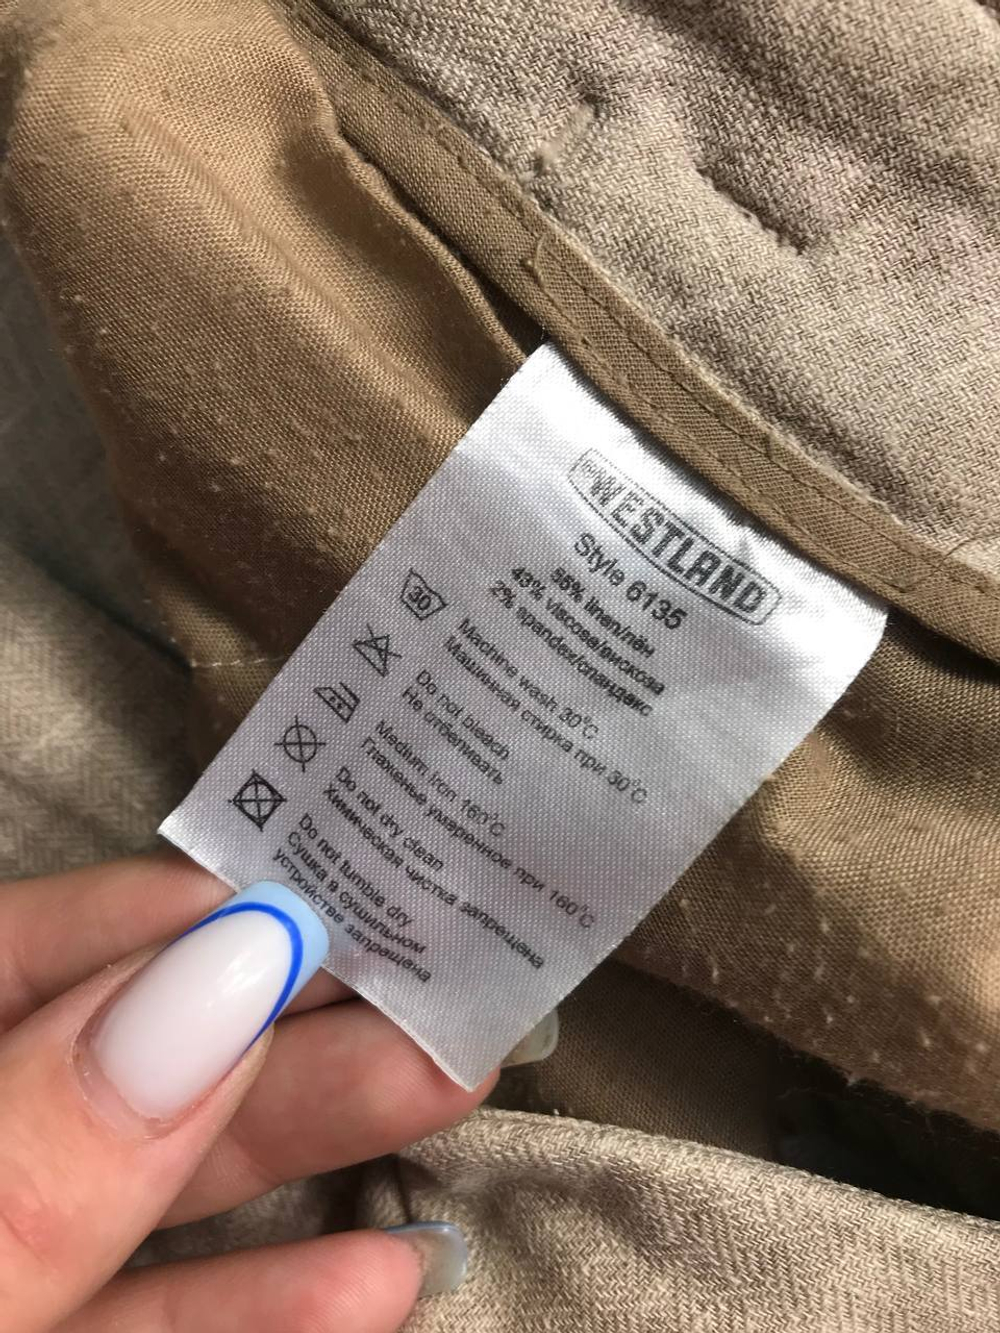 WESTLAND
Style 6135
55% linen/лён
43% viscose/вискоза
2% spandex/спандекс
30
Machine wash 30°c
Машинная стирка при 30°C
Do not bleach
Не отбеливать
Medium iron 160°C
Глаженье умеренное при 160°C
Do not dry clean
Химическая чистка запрещена
Do not tumble dry
Сушка в сушильном
устройстве запрещена